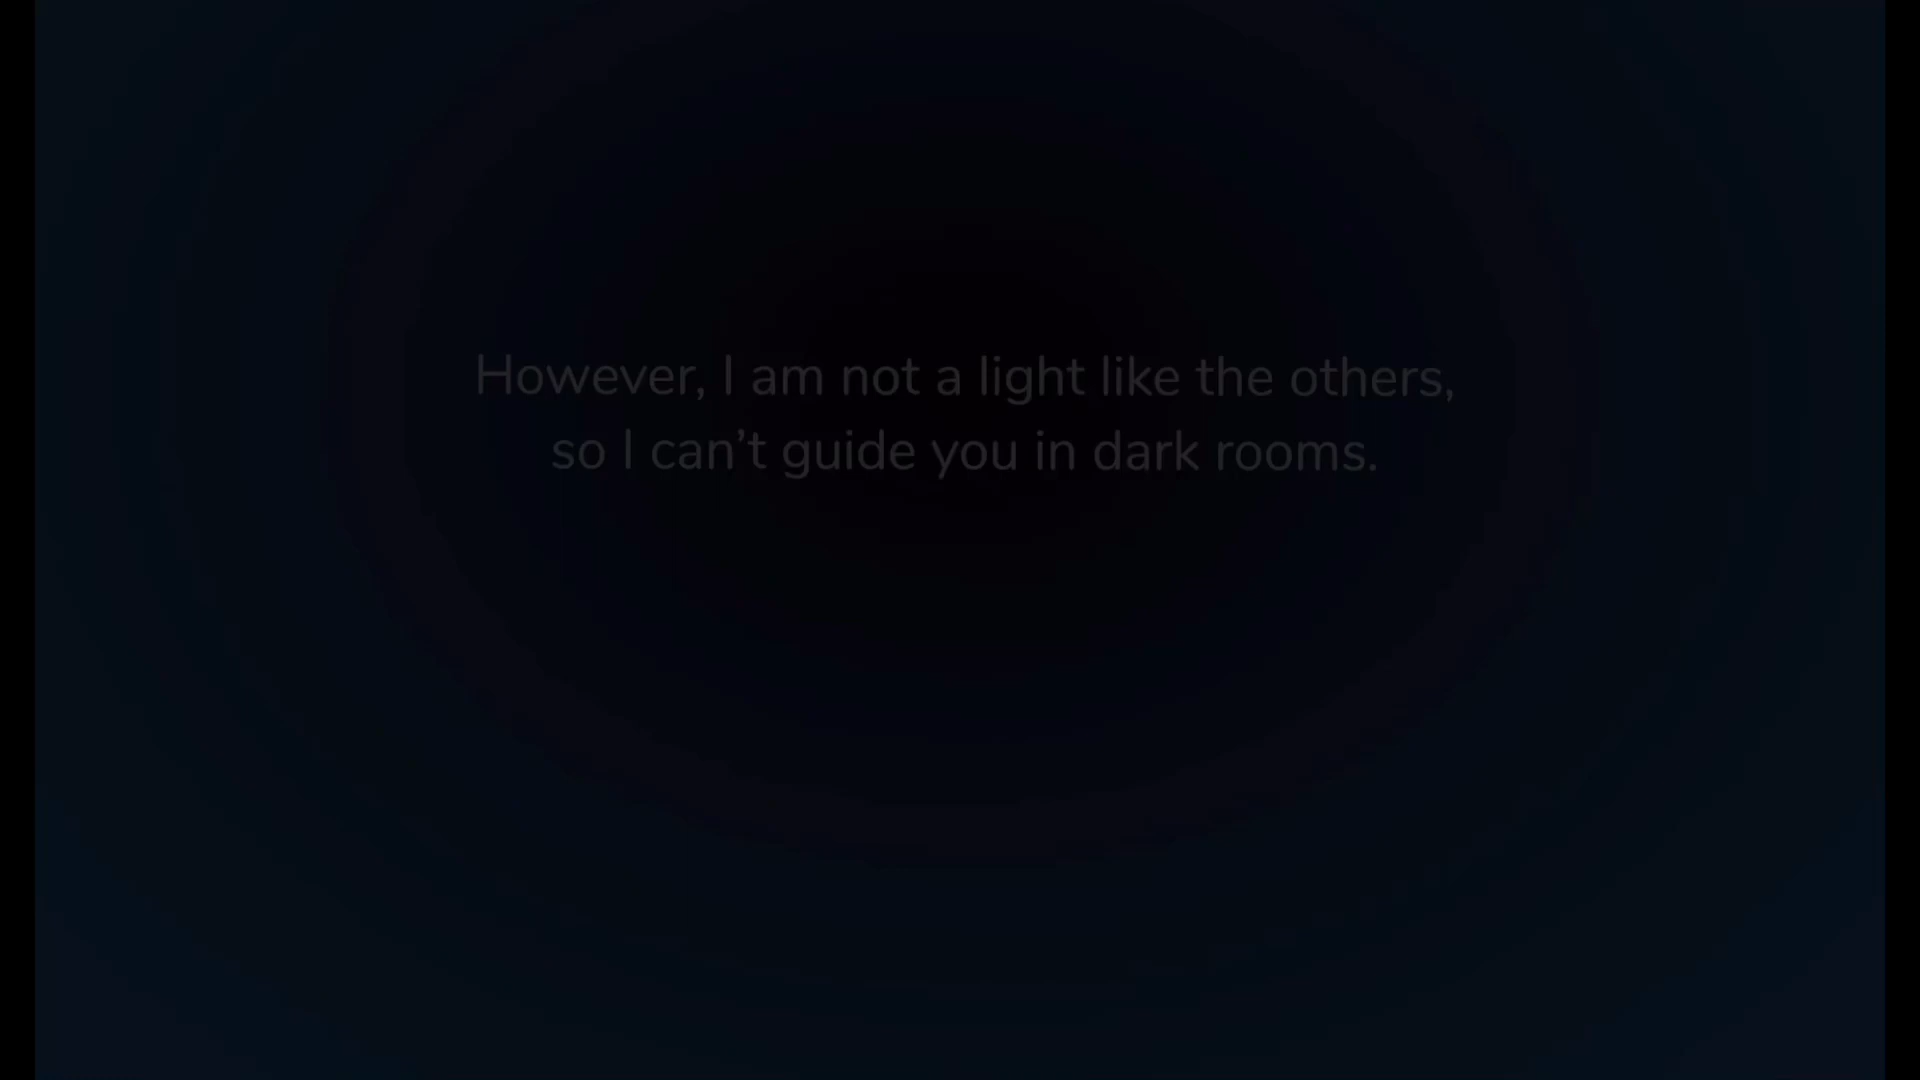 However, I am not a light like the others,
so I can’t guide you in dark rooms.